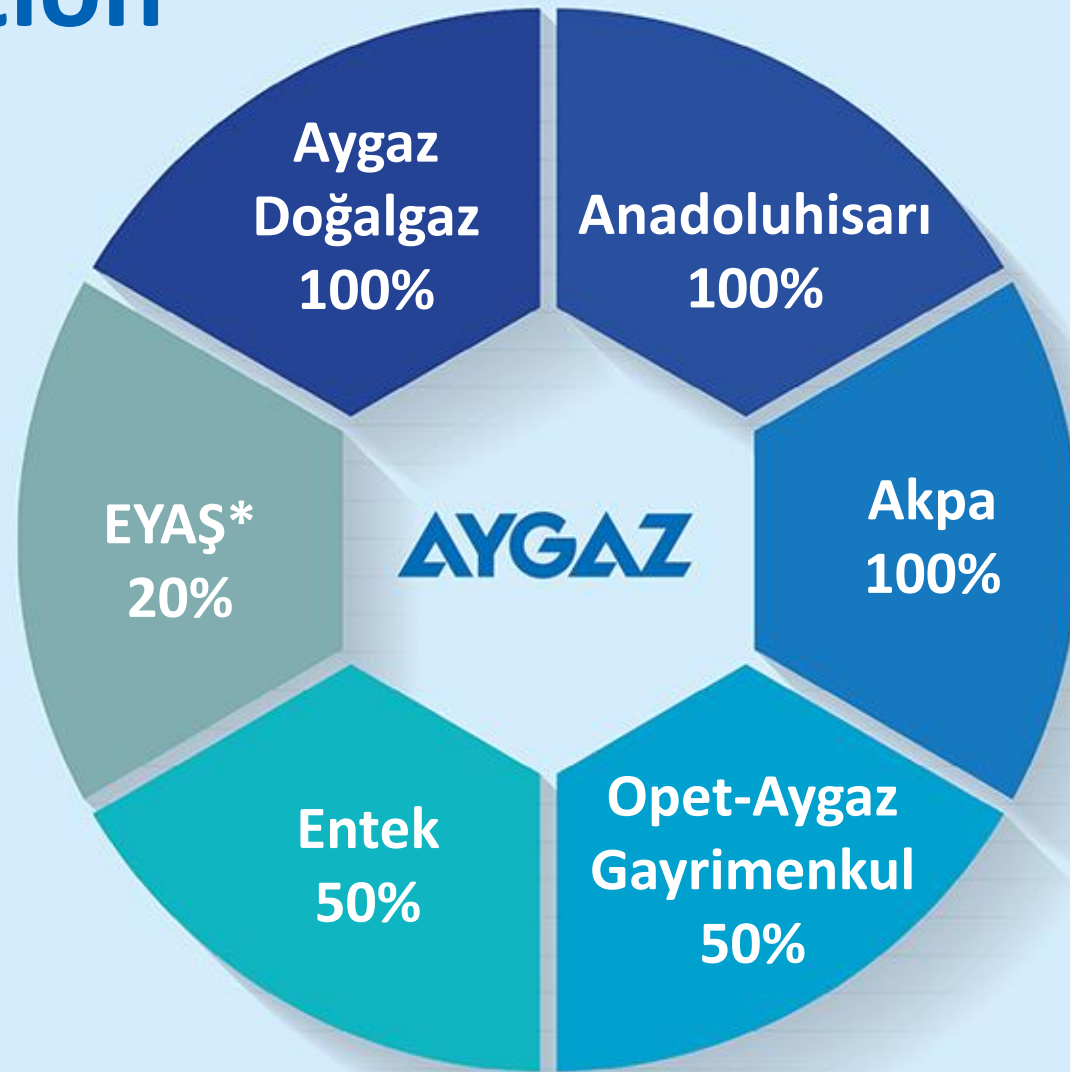 Aygaz
Doğalgaz
100%
Anadoluhisarı
100%
EYAŞ*
20%
AYGAZ
Akpa
100%
Entek
50%
Opet-Aygaz
Gayrimenkul
50%